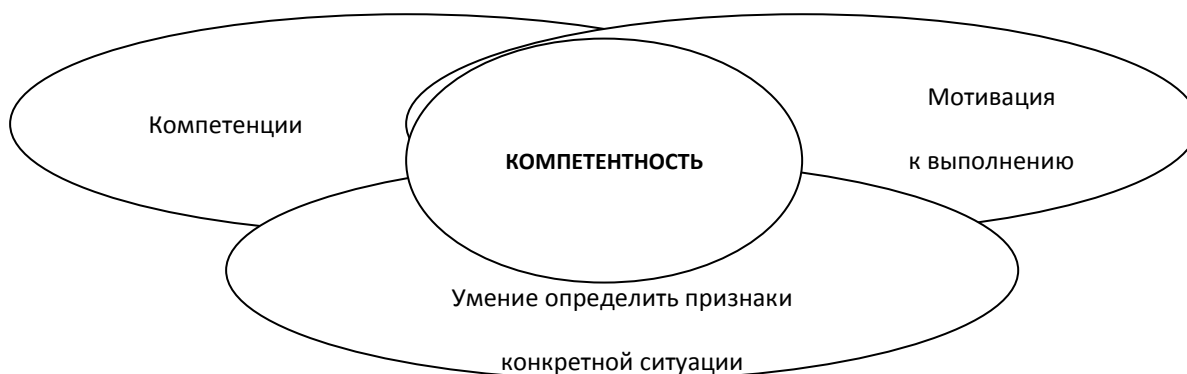 Компетенции
Мотивация
к выполнению
КОМПЕТЕНТНОСТЬ
Умение определить признаки
конкретной ситуации